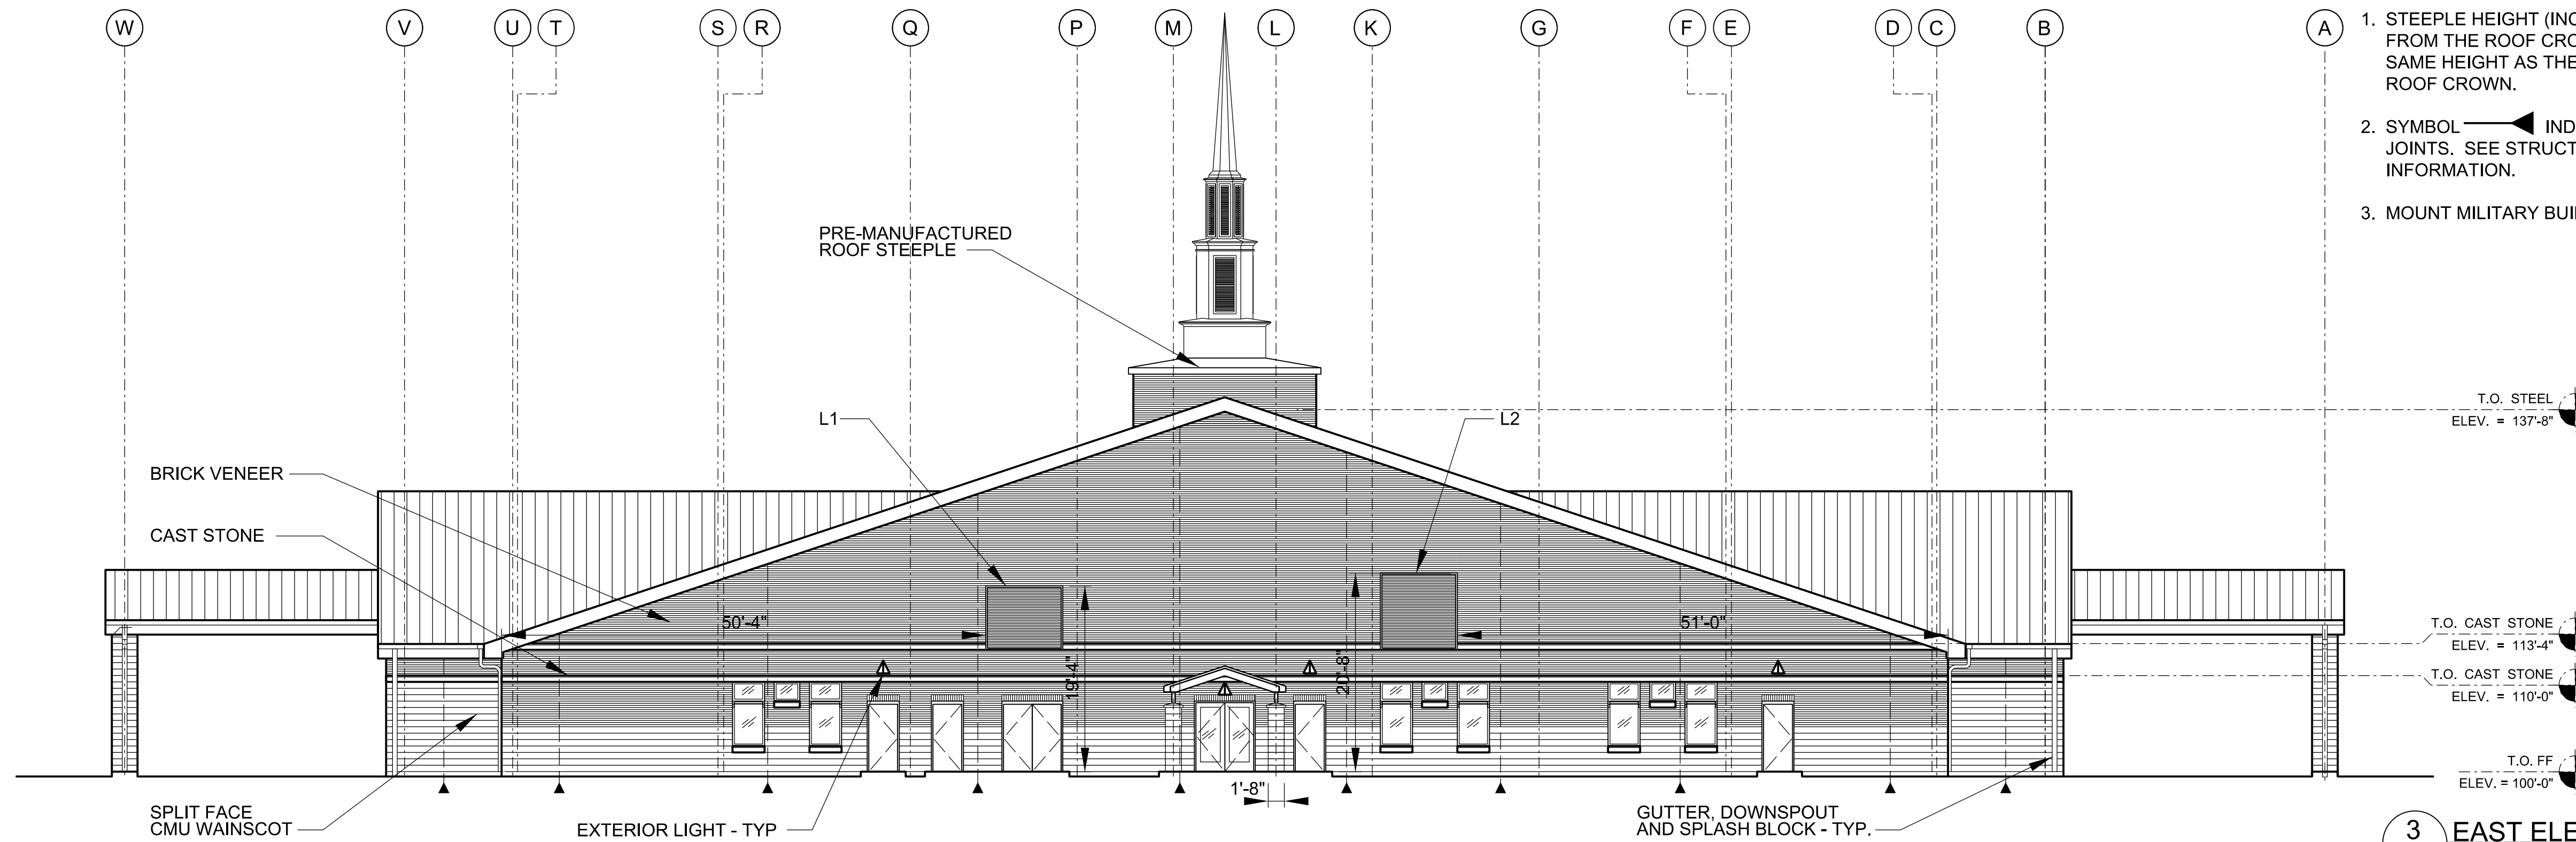 W V U T S R Q P M L K G F E D C B A
1. STEEPLE HEIGHT (INC
FROM THE ROOF CRO
SAME HEIGHT AS THE
ROOF CROWN.
2. SYMBOL IND
JOINTS. SEE STRUCT
INFORMATION.
3. MOUNT MILITARY BUI
PRE-MANUFACTURED
ROOF STEEPLE
T.O. STEEL
ELEV. = 137'-8"
L1
L2
BRICK VENEER
CAST STONE
50'-4"
51'-0"
19'-4"
20'-8"
T.O. CAST STONE
ELEV. = 113'-4"
T.O. CAST STONE
ELEV. = 110'-0"
T.O. FF
ELEV. = 100'-0"
1'-8"
SPLIT FACE
CMU WAINSCOT
EXTERIOR LIGHT - TYP
GUTTER, DOWNSPOUT
AND SPLASH BLOCK - TYP.
3
EAST ELE